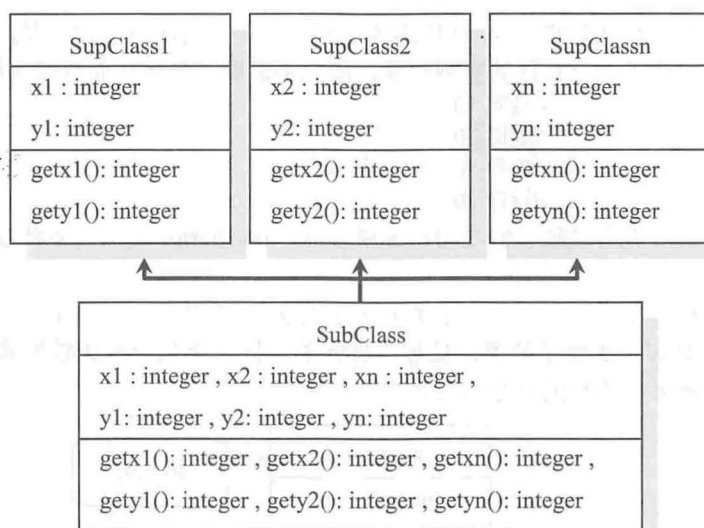 SupClass1
x1 : integer
y1: integer
getx1(): integer
gety1(): integer
SupClass2
x2 : integer
y2: integer
getx2(): integer
gety2(): integer
SupClassn
xn : integer
yn: integer
getxn(): integer
getyn(): integer
SubClass
x1 : integer , x2 : integer , xn : integer ,
y1: integer , y2: integer , yn: integer
getx1(): integer , getx2(): integer , getxn(): integer ,
gety1(): integer , gety2(): integer , getyn(): integer